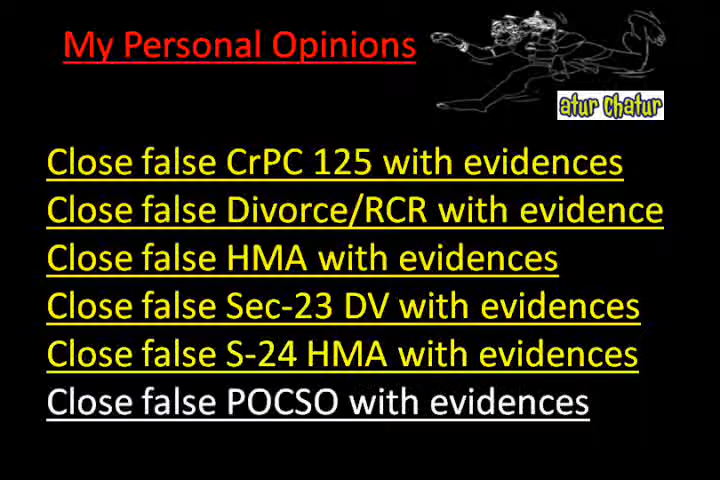 My Personal Opinions
atur chatur
Close false CrPC 125 with evidences
Close false Divorce/RCR with evidence
Close false HMA with evidences
Close false Sec-23 DV with evidences
Close false S-24 HMA with evidences
Close false POCSO with evidences